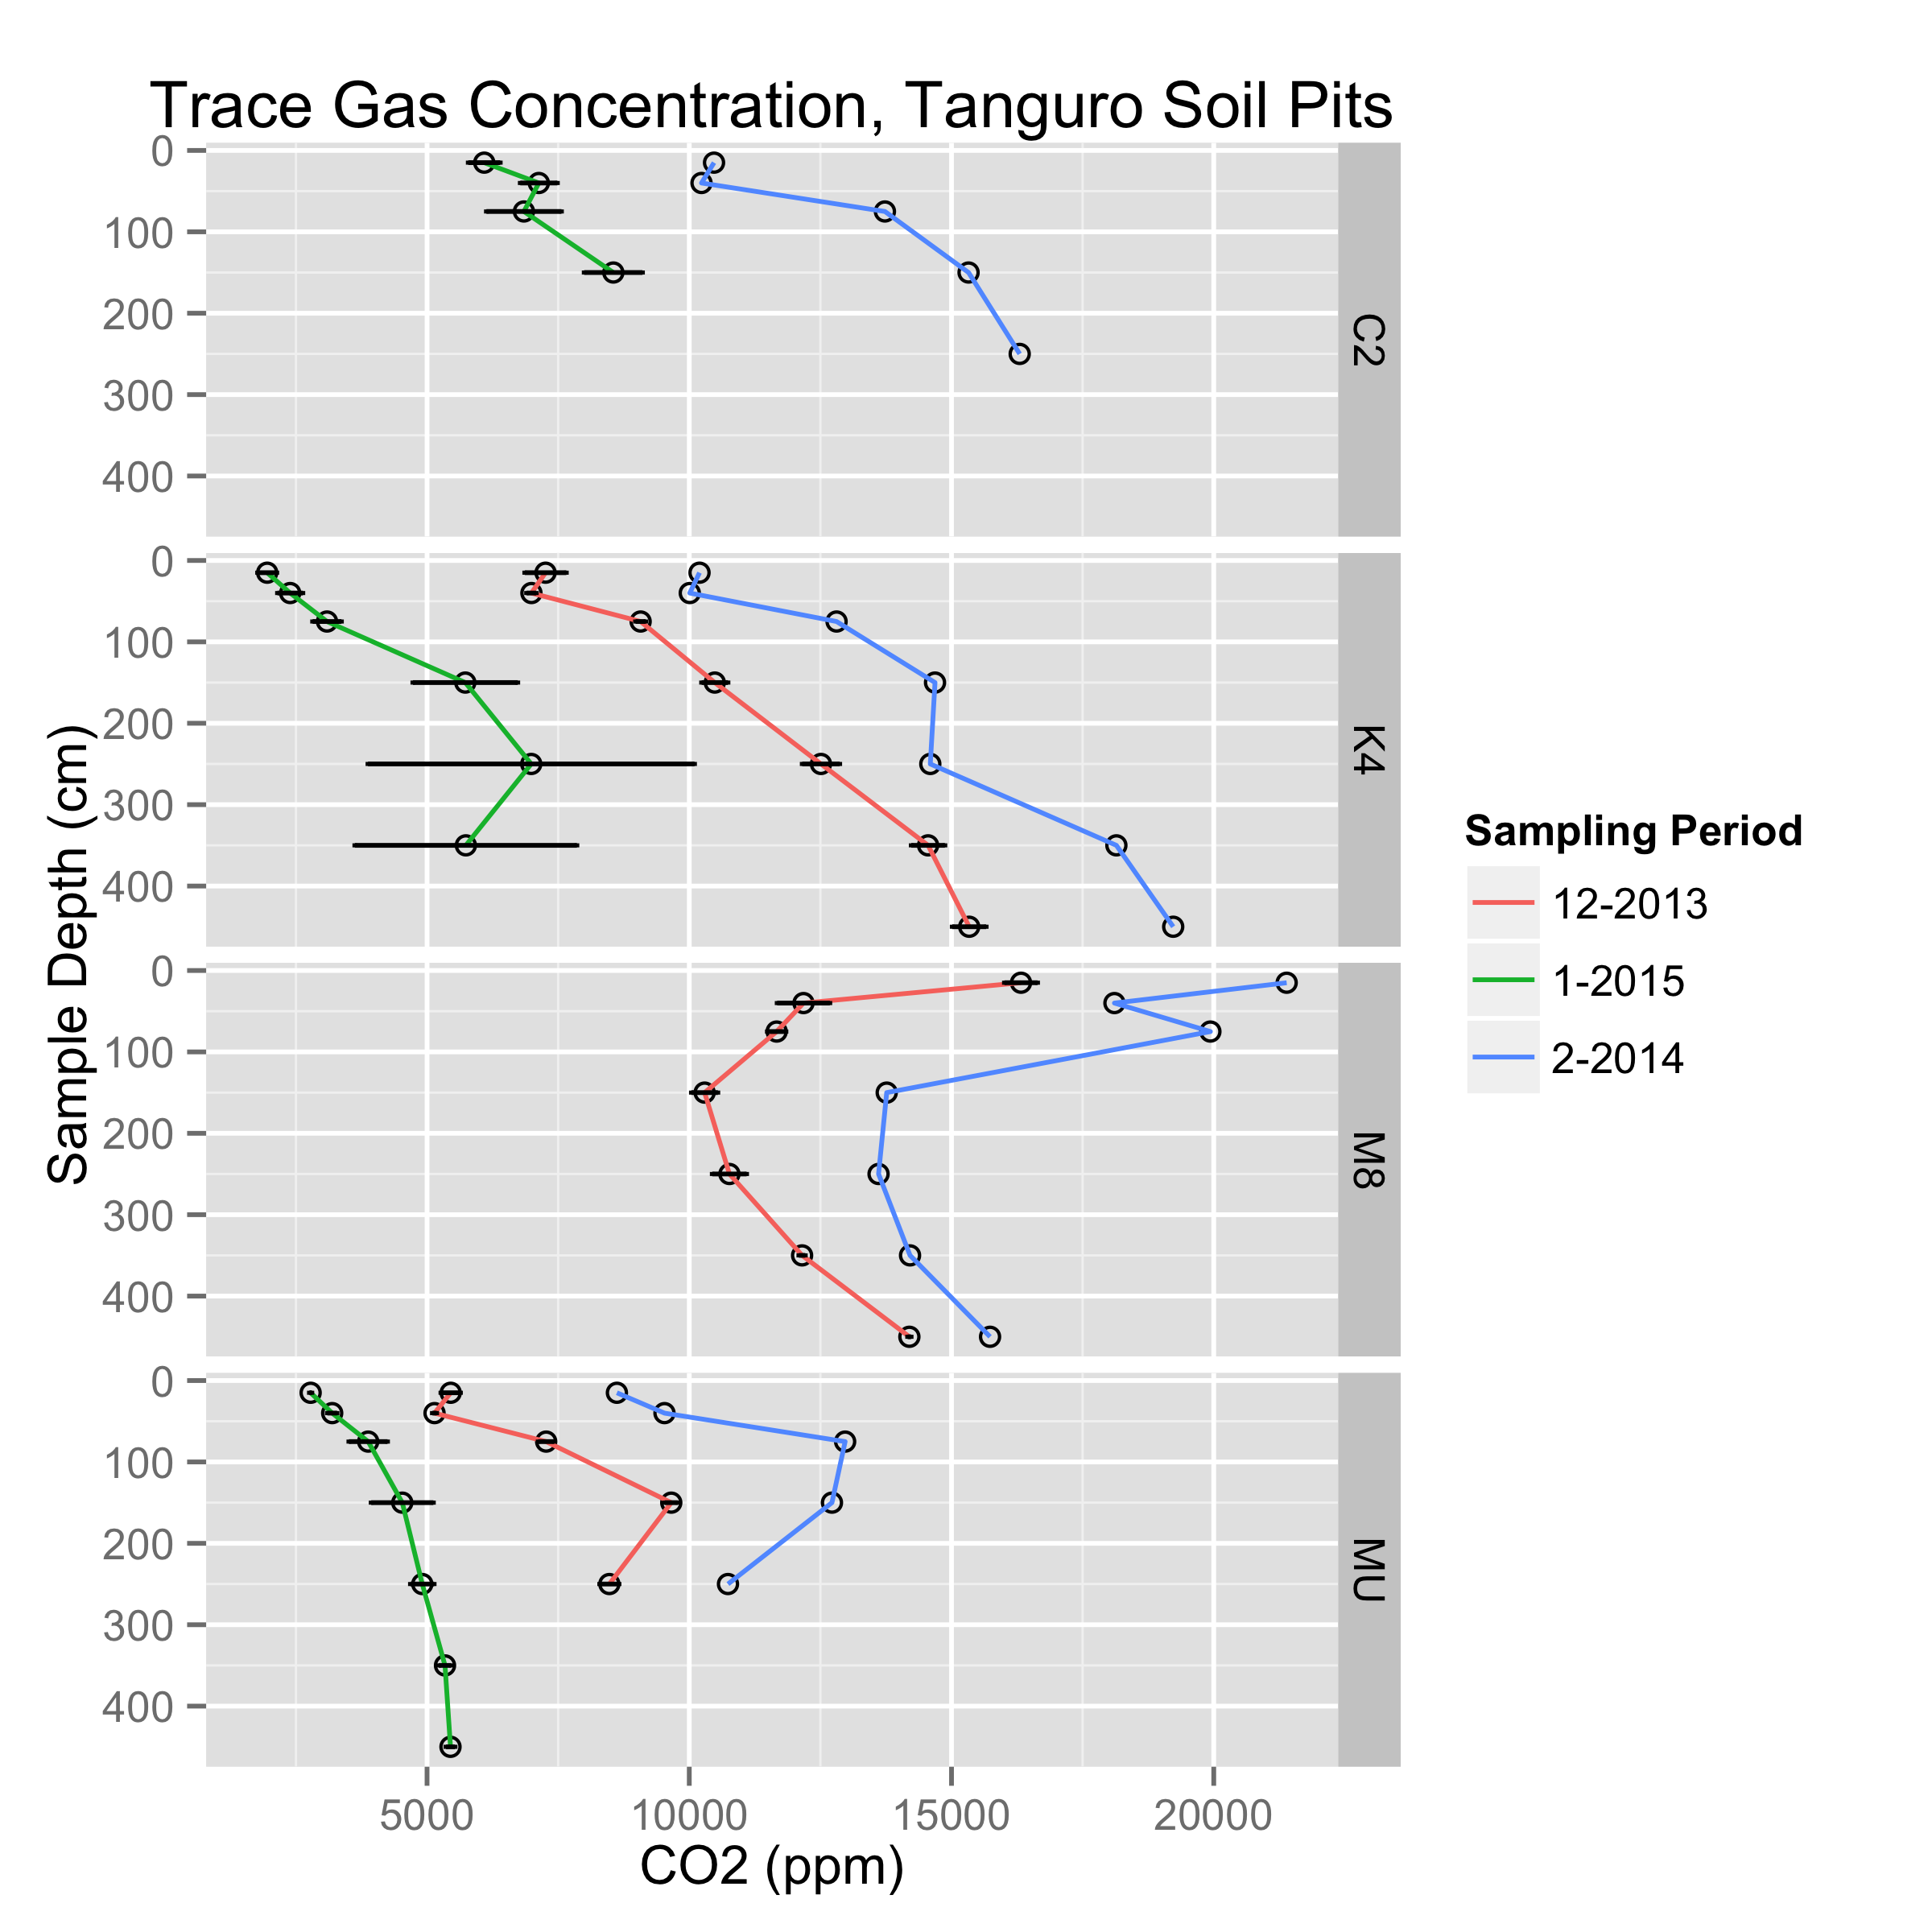 Trace Gas Concentration, Tanguro Soil Pits
0
100
200
300
400
C2
0
100
200
300
400
K4
0
100
200
300
400
M8
0
100
200
300
400
MU
Sample Depth (cm)
5000 10000 15000 20000
CO2 (ppm)
Sampling Period
12-2013
1-2015
2-2014